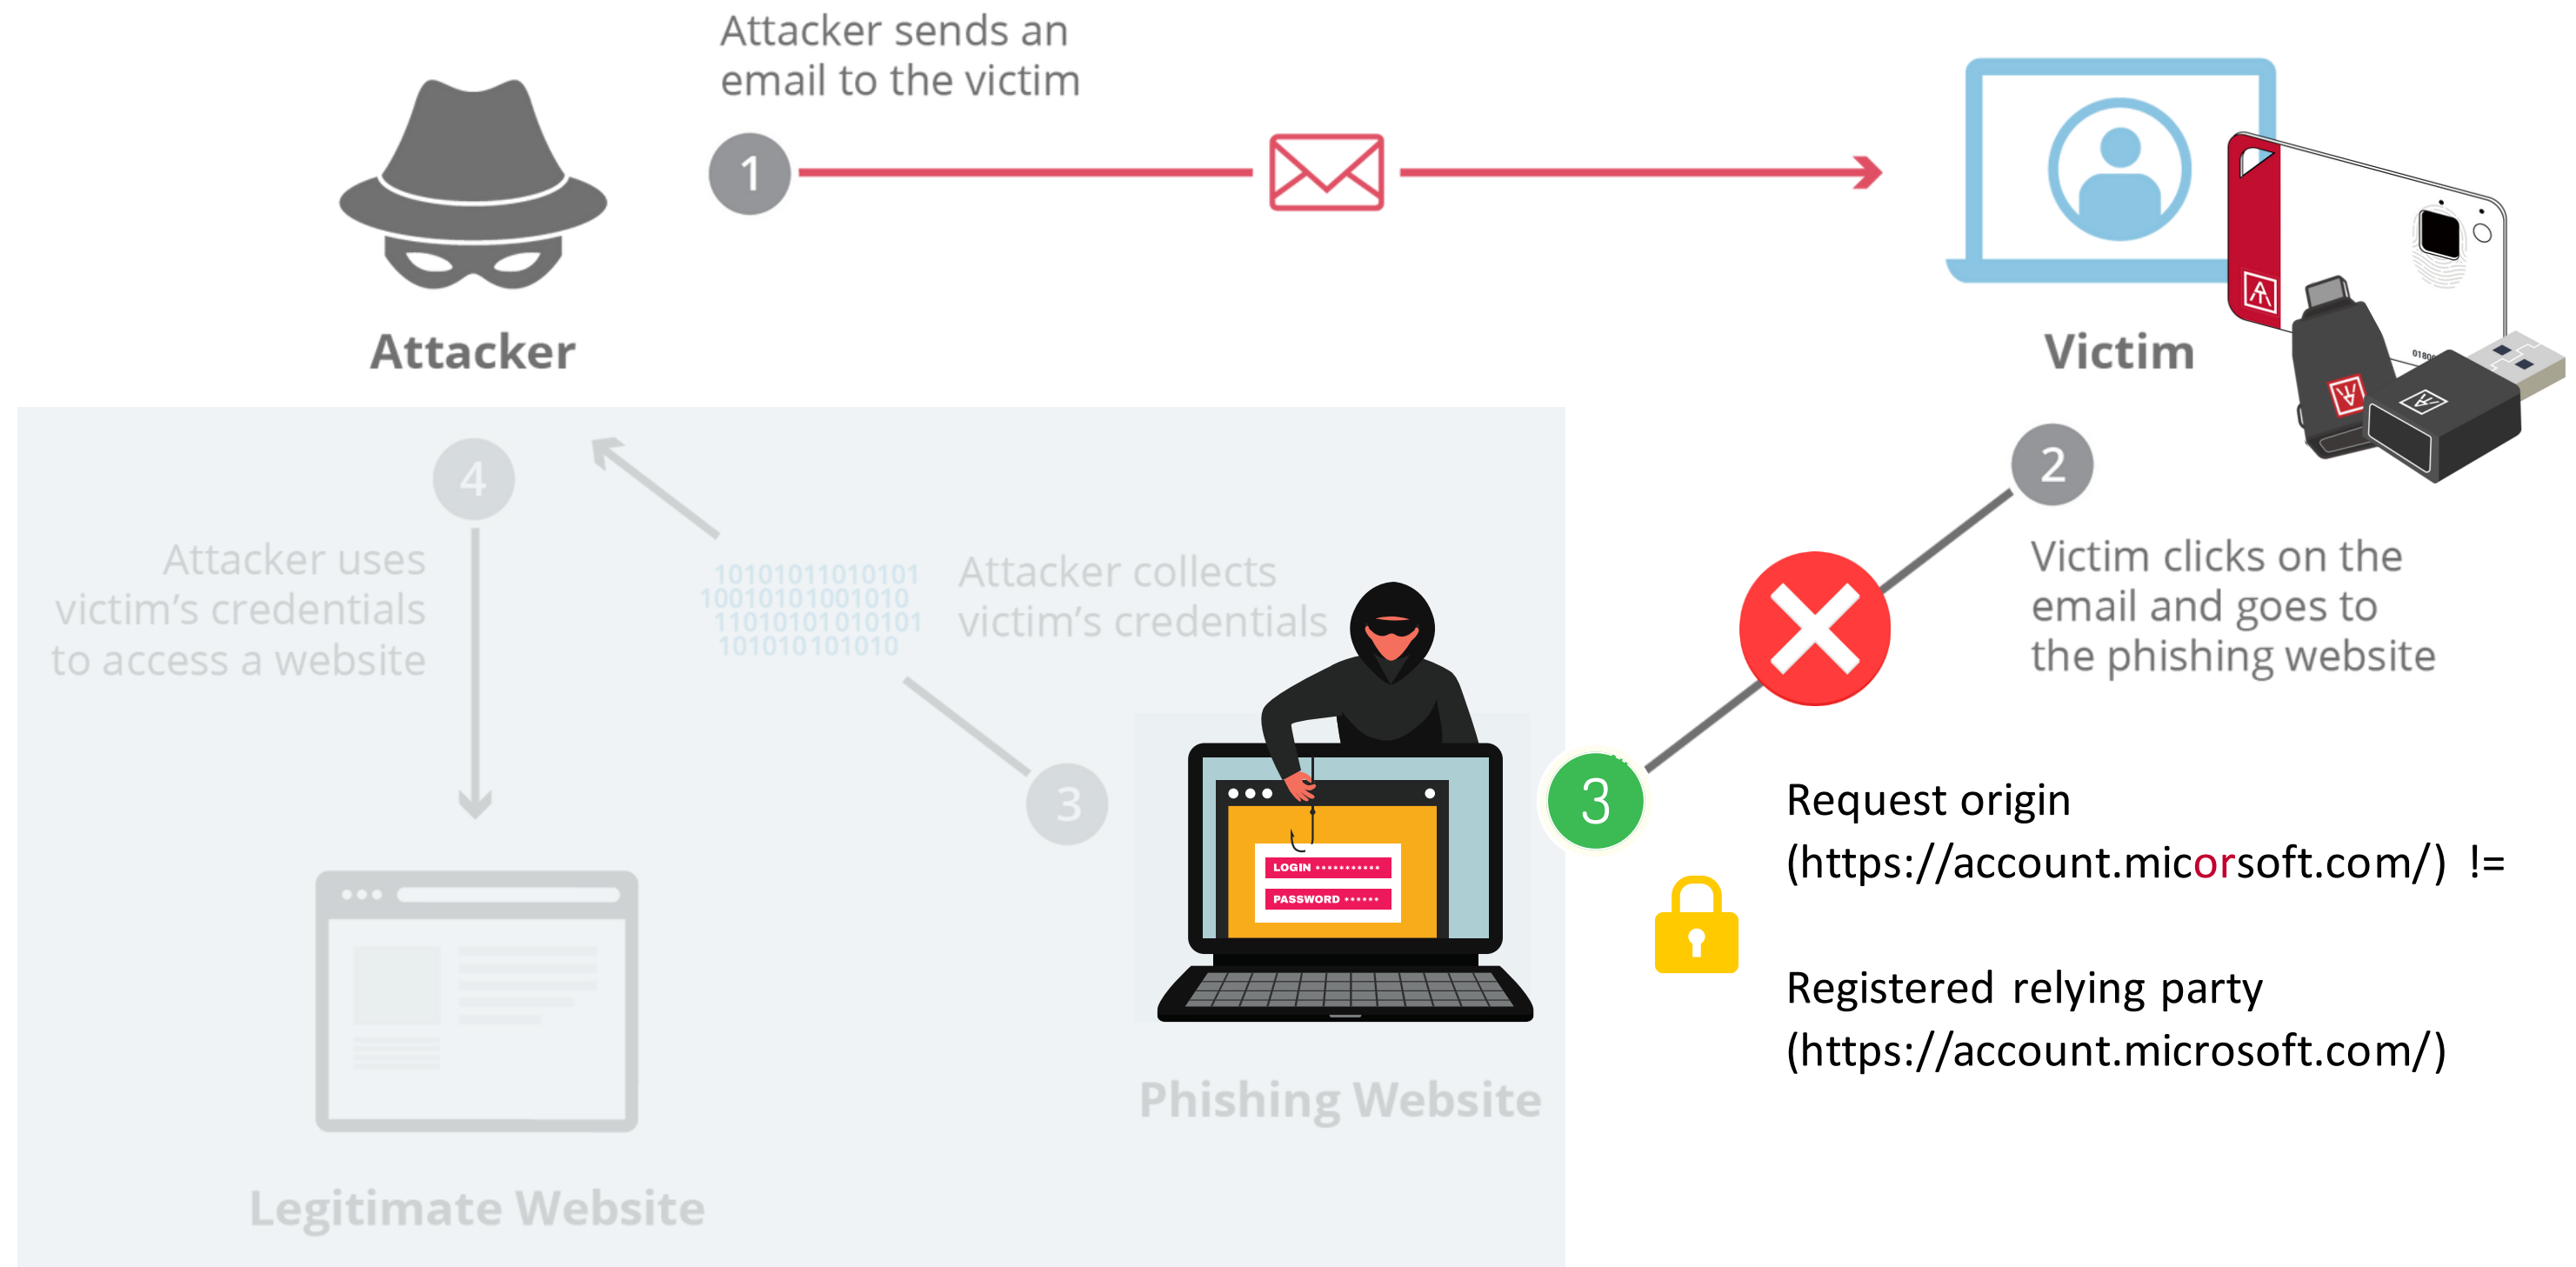 Attacker sends an
email to the victim
1
Attacker
Victim
01800
2
Victim clicks on the
email and goes to
the phishing website
4
Attacker uses
victim's credentials
to access a website
10101011010101
10010101001010
11010101010101
101010101010
Attacker collects
victim's credentials
3
LOGIN ***********
PASSWORD ******
3
Request origin
(https://account.micorsoft.com/) !=
Registered relying party
(https://account.microsoft.com/)
Phishing Website
Legitimate Website